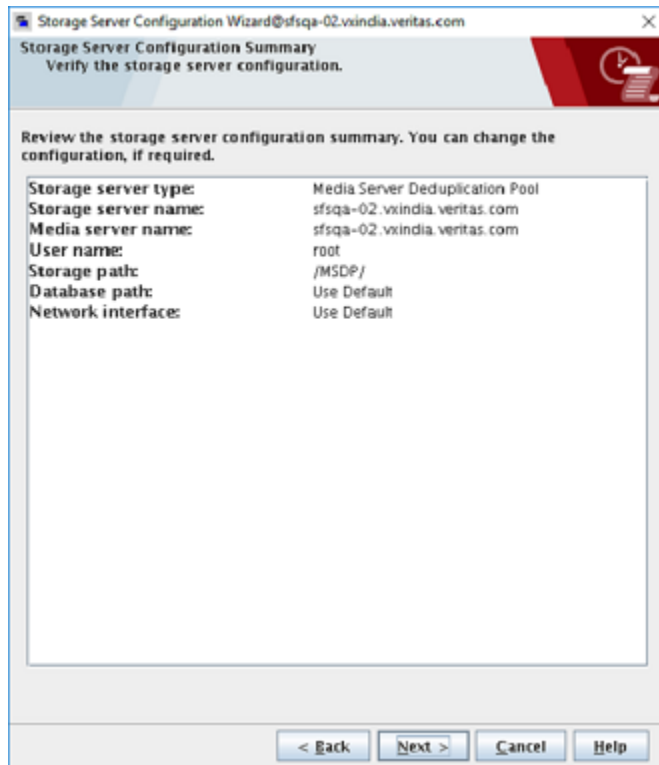 Storage Server Configuration Wizard@sfsqa-02.vxindia.veritas.com
Storage Server Configuration Summary
Verify the storage server configuration.
Review the storage server configuration summary. You can change the
configuration, if required.
Storage server type: Media Server Deduplication Pool
Storage server name: sfsqa-02.vxindia.veritas.com
Media server name: sfsqa-02.vxindia.veritas.com
User name: root
Storage path: /MSDP/
Database path: Use Default
Network interface: Use Default
< Back Next > Cancel Help